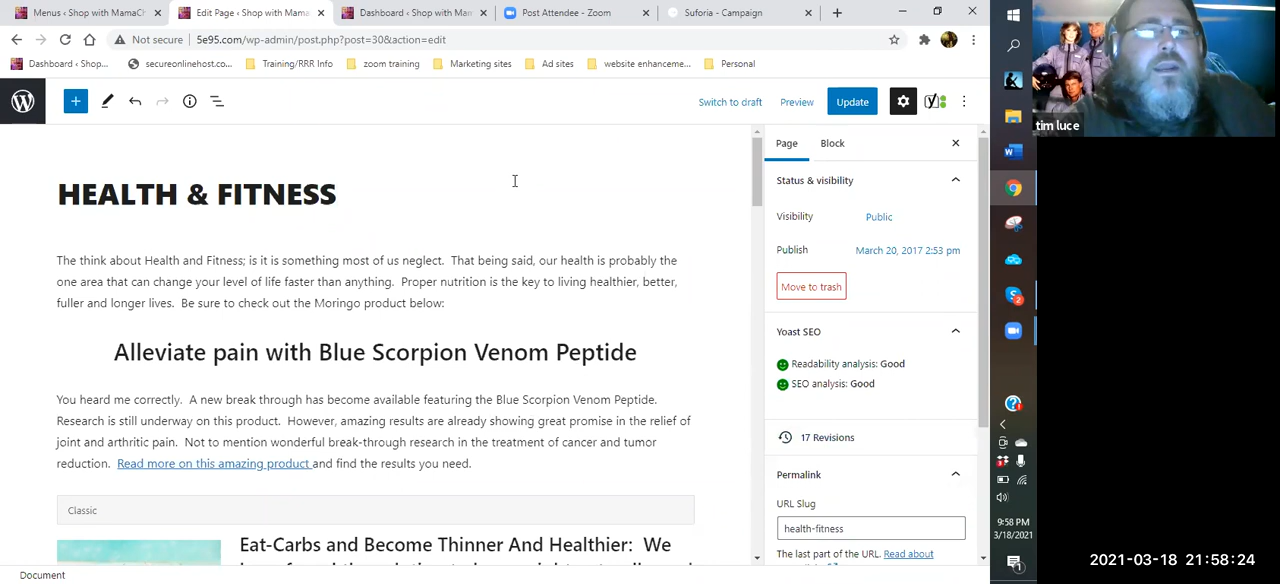 Menus ‹ Shop with MamaCh
Edit Page ‹ Shop with Mama
Dashboard ‹ Shop with Mam
Post Attendee - Zoom
Suforia - Campaign
Not secure
5e95.com/wp-admin/post.php?post=30&action=edit
Dashboard ‹ Shop...
secureonlinehost.co...
Training/RRR Info
zoom training
Marketing sites
Ad sites
website enhanceme...
Personal
Switch to draft
Preview
Update
HEALTH & FITNESS
The think about Health and Fitness; is it is something most of us neglect.  That being said, our health is probably the
one area that can change your level of life faster than anything.  Proper nutrition is the key to living healthier, better,
fuller and longer lives.  Be sure to check out the Moringo product below:
Alleviate pain with Blue Scorpion Venom Peptide
You heard me correctly.  A new break through has become available featuring the Blue Scorpion Venom Peptide.
Research is still underway on this product.  However, amazing results are already showing great promise in the relief of
joint and arthritic pain.  Not to mention wonderful break-through research in the treatment of cancer and tumor
reduction.  Read more on this amazing product and find the results you need.
Classic
Eat-Carbs and Become Thinner And Healthier:  We
Document
Page
Block
Status & visibility
Visibility
Public
Publish
March 20, 2017 2:53 pm
Move to trash
Yoast SEO
Readability analysis: Good
SEO analysis: Good
17 Revisions
Permalink
URL Slug
health-fitness
The last part of the URL. Read about
tim luce
9:58 PM
3/18/2021
2021-03-18 21:58:24